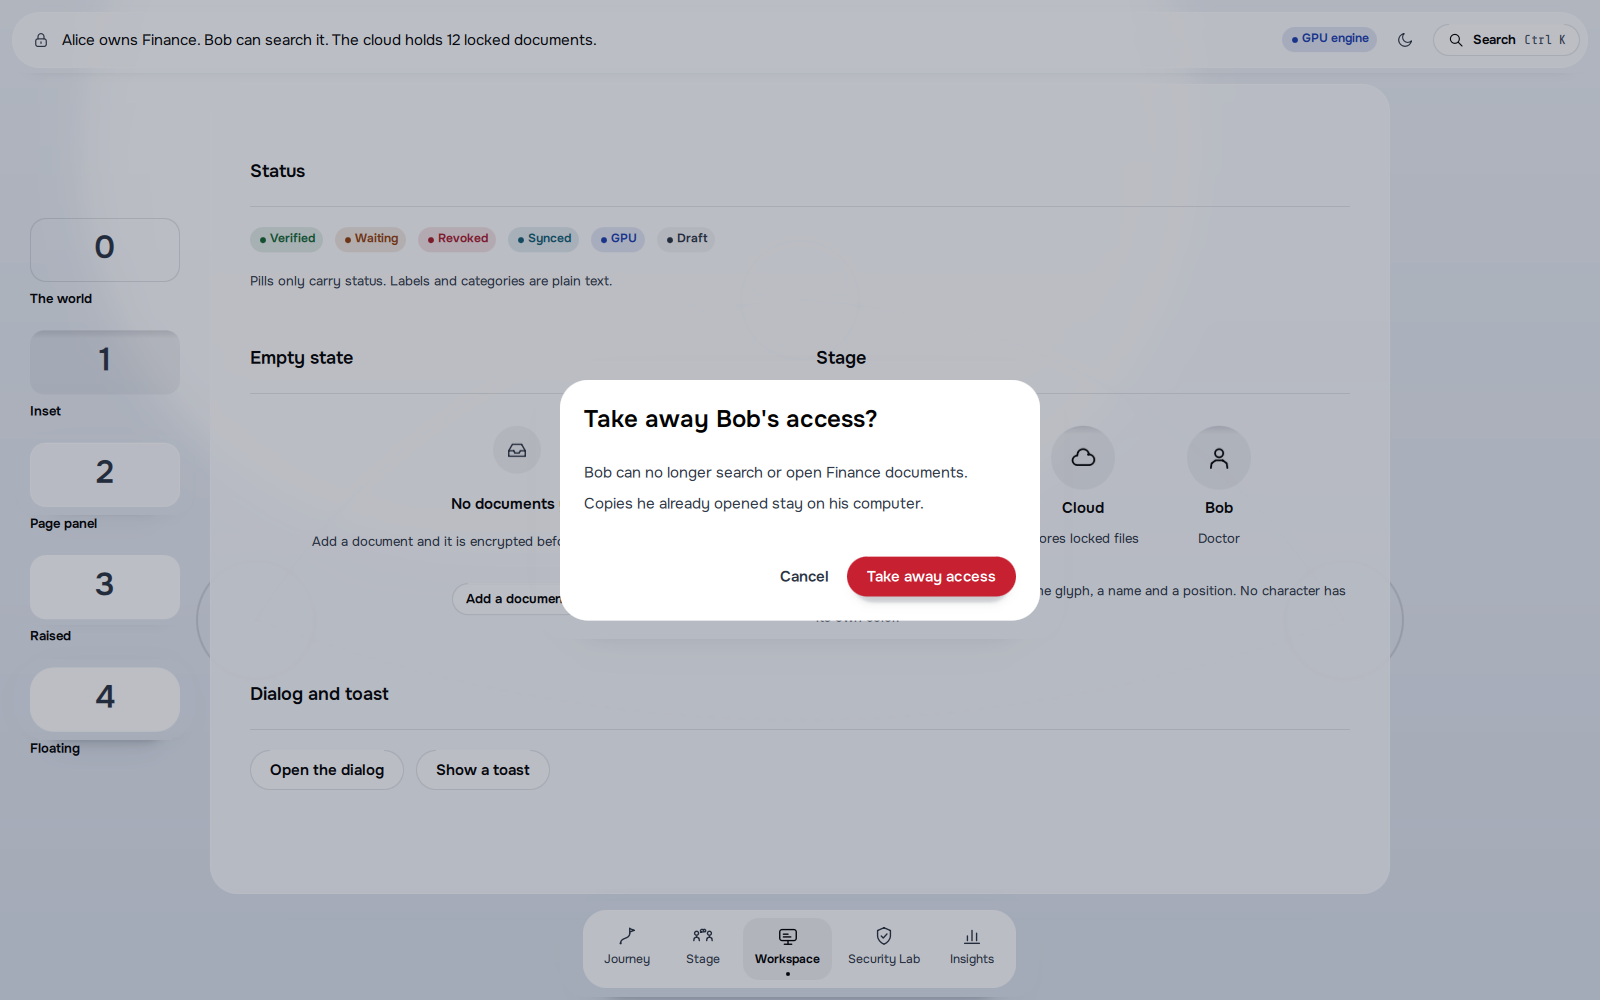 Alice owns Finance. Bob can search it. The cloud holds 12 locked documents.
GPU engine
Search Ctrl K
Status
Verified
Waiting
Revoked
Synced
GPU
Draft
Pills only carry status. Labels and categories are plain text.
0
The world
1
Inset
2
Page panel
3
Raised
4
Floating
Empty state
Stage
No documents
Add a document and it is encrypted
Add a
Take away Bob's access?
Bob can no longer search or open Finance documents.
Copies he already opened stay on his computer.
Cancel
Take away access
Cloud
locked files
Bob
Doctor
glyph, a name and a position. No character has
Dialog and toast
Open the dialog
Show a toast
Journey
Stage
Workspace
Security Lab
Insights